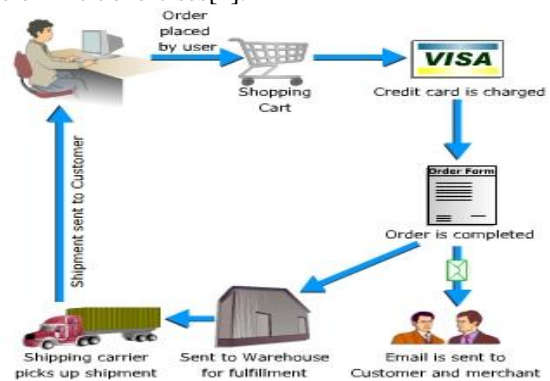 Order
placed
by user
Shopping
Cart
VISA
Credit card is charged
Order Form
Order is completed
Shipment sent to Customer
Shipping carrier
picks up shipment
Sent to Warehouse
for fulfillment
Email is sent to
Customer and merchant